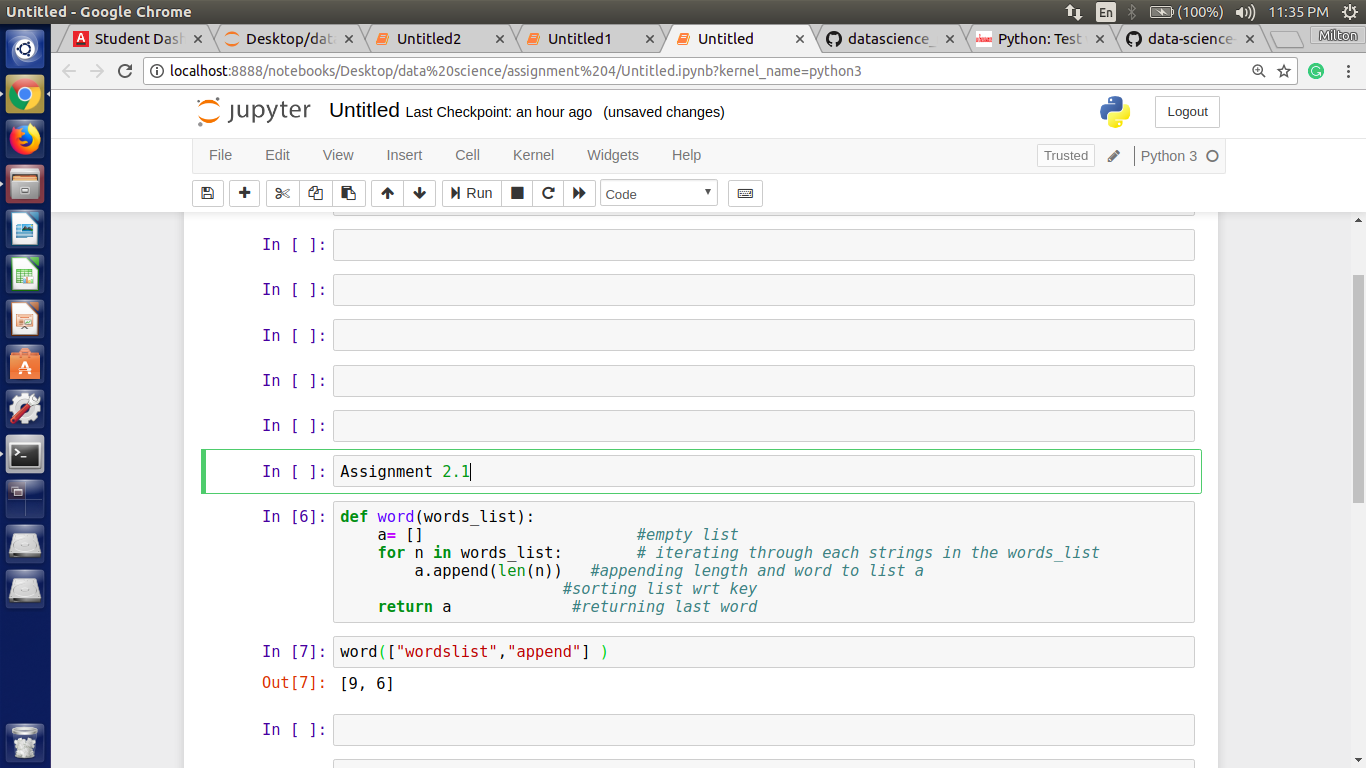 Untitled - Google Chrome
En
(100%)
11:35 PM
Student Das
Desktop/dat
Untitled2
Untitled1
Untitled
datascience_
Python: Test
data-science-
Milton
localhost:8888/notebooks/Desktop/data%20science/assignment%204/Untitled.ipynb?kernel_name=python3
jupyter Untitled Last Checkpoint: an hour ago (unsaved changes)
Logout
File Edit View Insert Cell Kernel Widgets Help
Trusted
Python 3
Run
Code
In [ ]:
In [ ]:
In [ ]:
In [ ]:
In [ ]:
In [ ]: Assignment 2.1
In [6]: def word(words_list):
a= [] #empty list
for n in words_list: # iterating through each strings in the words_list
a.append(len(n)) #appending length and word to list a
#sorting list wrt key
return a #returning last word
In [7]: word(["wordslist","append"] )
Out[7]: [9, 6]
In [ ]: